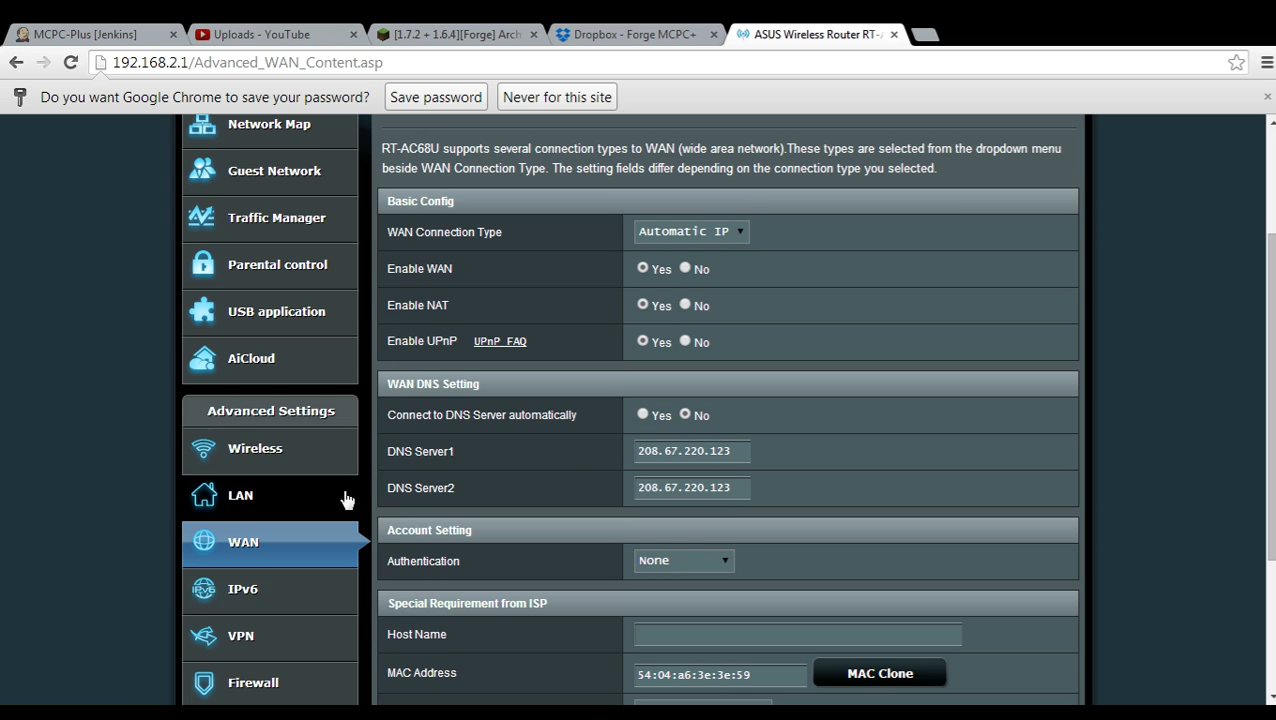 MCPC-Plus [Jenkins]
Uploads - YouTube
[1.7.2 + 1.6.4][Forge] Arch
Dropbox - Forge MCPC+
ASUS Wireless Router RT-
192.168.2.1/Advanced_WAN_Content.asp
Do you want Google Chrome to save your password?
Save password
Never for this site
Network Map
Guest Network
Traffic Manager
Parental control
USB application
AiCloud
Advanced Settings
Wireless
LAN
WAN
IPv6
VPN
Firewall
RT-AC68U supports several connection types to WAN (wide area network).These types are selected from the dropdown menu
beside WAN Connection Type. The setting fields differ depending on the connection type you selected.
Basic Config
WAN Connection Type Automatic IP
Enable WAN Yes No
Enable NAT Yes No
Enable UPnP UPnP FAQ Yes No
WAN DNS Setting
Connect to DNS Server automatically Yes No
DNS Server1 208.67.220.123
DNS Server2 208.67.220.123
Account Setting
Authentication None
Special Requirement from ISP
Host Name
MAC Address 54:04:a6:3e:3e:59 MAC Clone